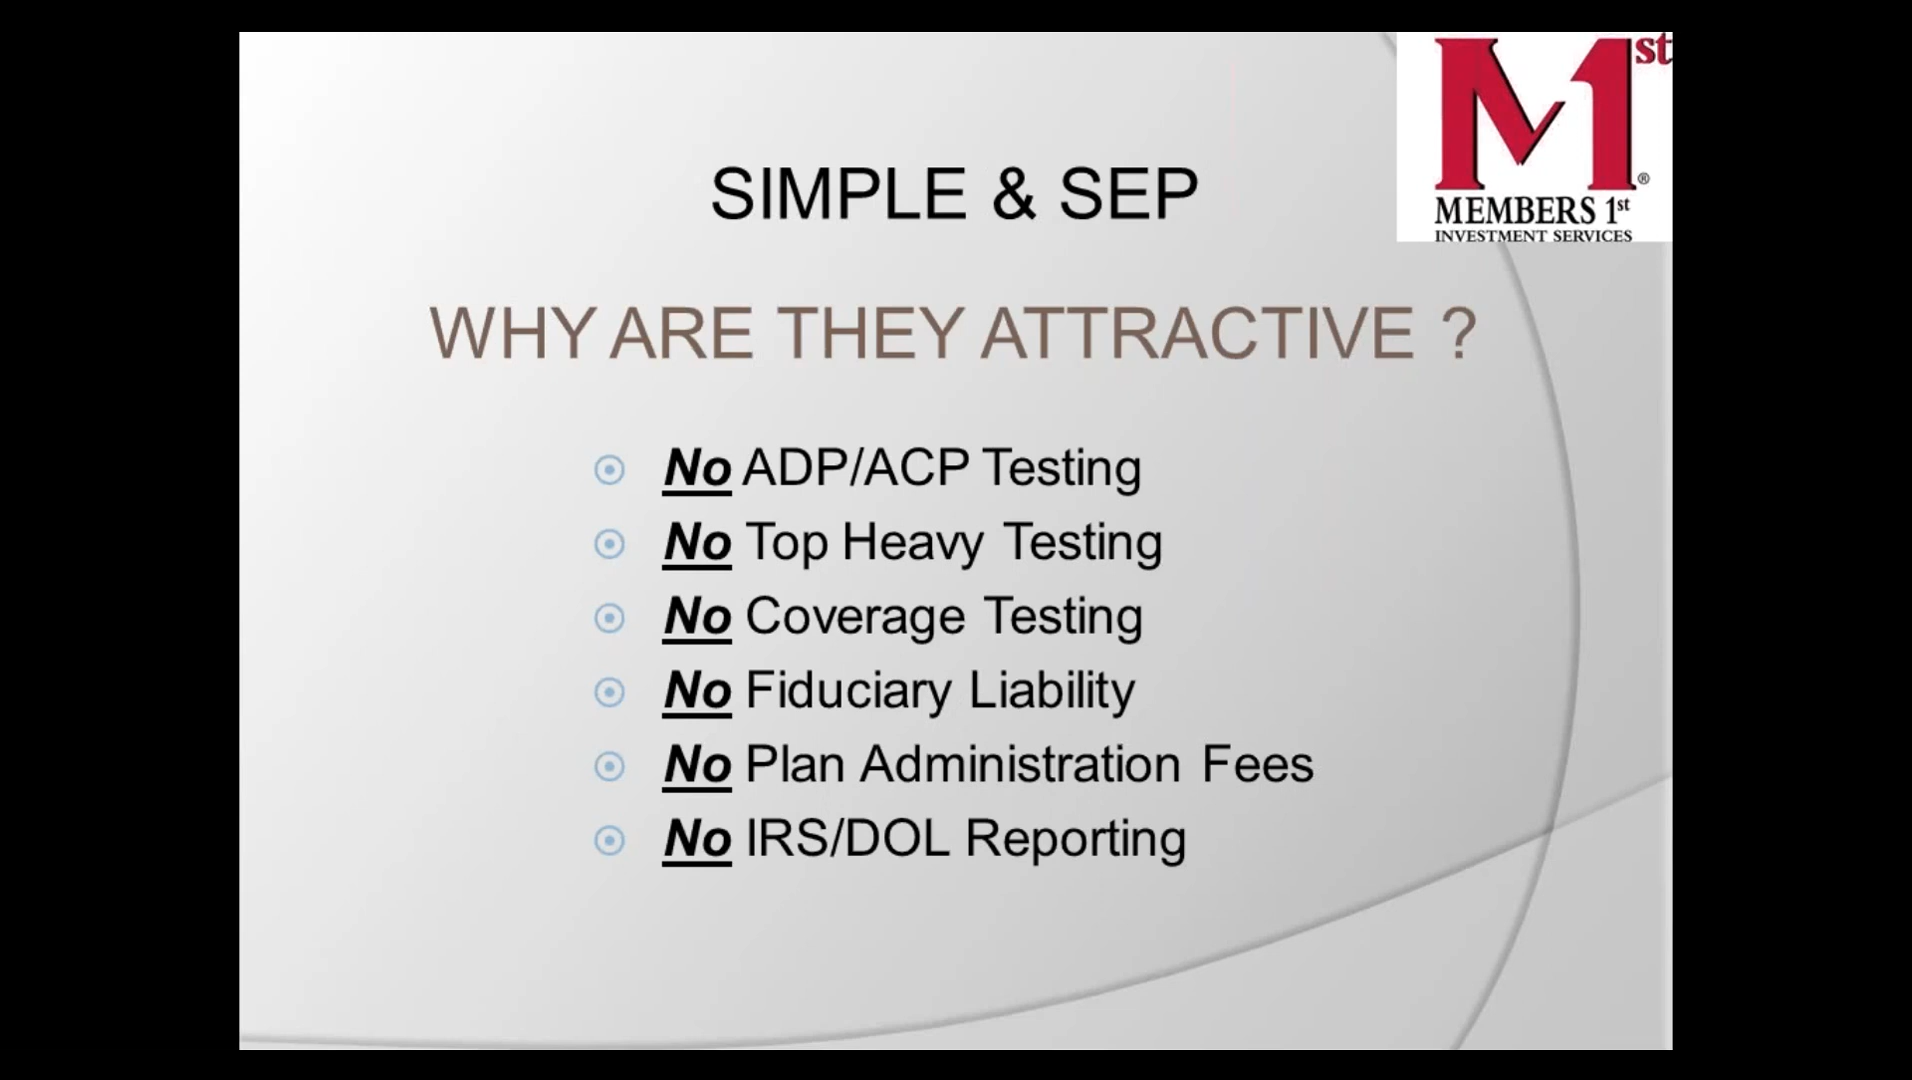 M1st®
MEMBERS 1st
INVESTMENT SERVICES
SIMPLE & SEP
WHY ARE THEY ATTRACTIVE ?
No ADP/ACP Testing
No Top Heavy Testing
No Coverage Testing
No Fiduciary Liability
No Plan Administration Fees
No IRS/DOL Reporting